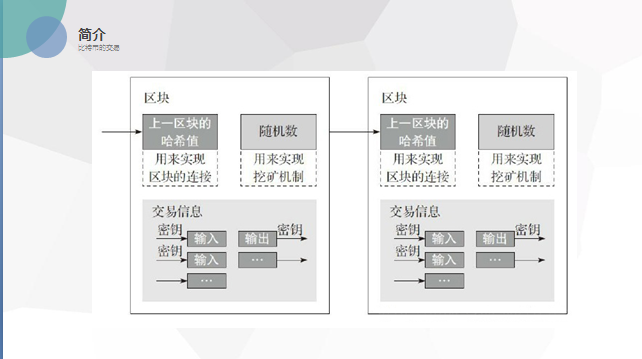 简介
比特币的交易
区块
上一区块的
哈希值
随机数
用来实现
区块的连接
用来实现
挖矿机制
交易信息
密钥
输入
输出
密钥
密钥
输入
…
…
区块
上一区块的
哈希值
随机数
用来实现
区块的连接
用来实现
挖矿机制
交易信息
密钥
输入
输出
密钥
密钥
输入
…
…